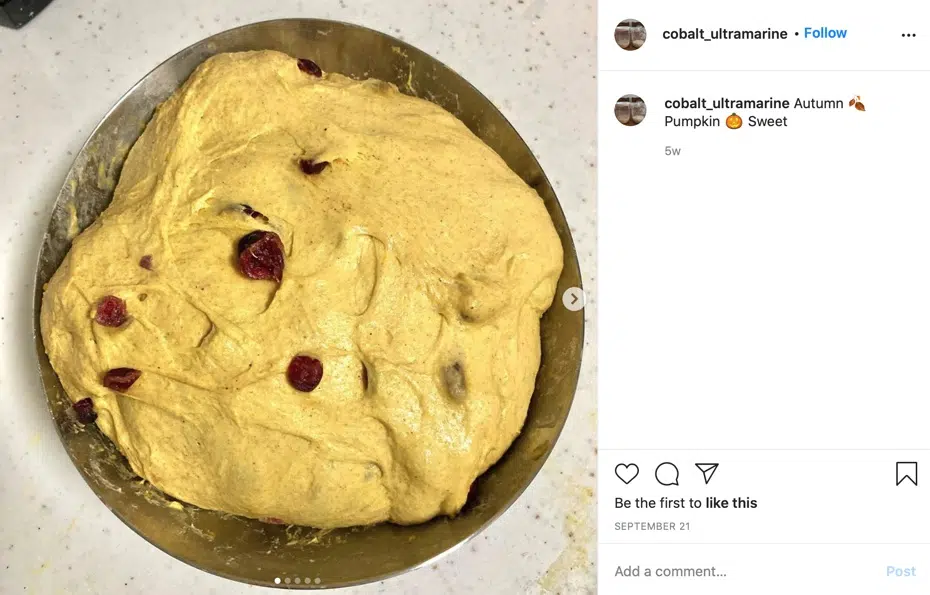 cobalt_ultramarine • Follow
cobalt_ultramarine Autumn 🍂
Pumpkin 🎃 Sweet
5w
Be the first to like this
SEPTEMBER 21
Add a comment... Post